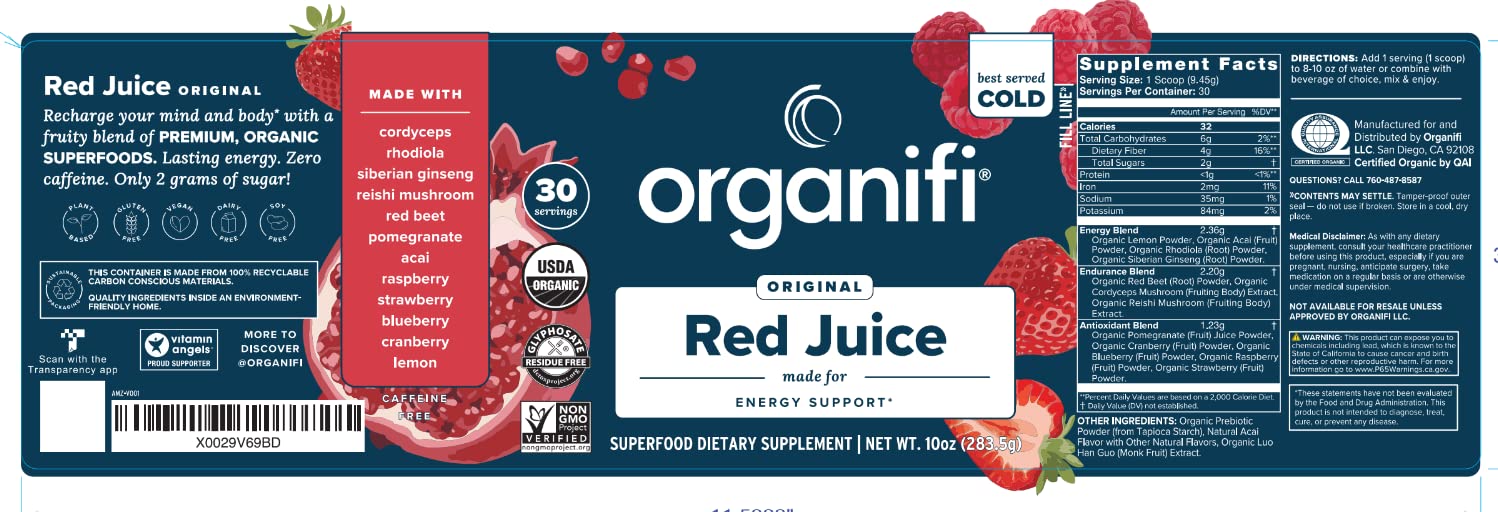 Red Juice ORIGINAL
Recharge your mind and body* with a
fruity blend of PREMIUM, ORGANIC
SUPERFOODS. Lasting energy. Zero
caffeine. Only 2 grams of sugar!
PLANT BASED
GLUTEN FREE
VEGAN
DAIRY FREE
SOY FREE
SUSTAINABLE PACKAGING
THIS CONTAINER IS MADE FROM 100% RECYCLABLE
CARBON CONSCIOUS MATERIALS.
QUALITY INGREDIENTS INSIDE AN ENVIRONMENT-
FRIENDLY HOME.
Scan with the
Transparency app
vitamin
angels
PROUD SUPPORTER
MORE TO
DISCOVER
@ORGANIFI
AMZ-V001
X0029V69BD
MADE WITH
cordyceps
rhodiola
siberian ginseng
reishi mushroom
red beet
pomegranate
acai
raspberry
strawberry
blueberry
cranberry
lemon
CAFFEINE
FREE
30
servings
USDA
ORGANIC
GLYPHOSATE
RESIDUE FREE
detoxproject.org
NON
GMO
Project
VERIFIED
nongmoproject.org
organifi®
ORIGINAL
Red Juice
made for
ENERGY SUPPORT*
SUPERFOOD DIETARY SUPPLEMENT | NET WT. 10oz (283.5g)
best served
COLD
FILL LINE»
Supplement Facts
Serving Size: 1 Scoop (9.45g)
Servings Per Container: 30
Amount Per Serving %DV**
Calories 32
Total Carbohydrates 6g 2%**
Dietary Fiber 4g 16%**
Total Sugars 2g †
Protein <1g <1%**
Iron 2mg 11%
Sodium 35mg 1%
Potassium 84mg 2%
Energy Blend 2.36g †
Organic Lemon Powder, Organic Acai (Fruit)
Powder, Organic Rhodiola (Root) Powder,
Organic Siberian Ginseng (Root) Powder.
Endurance Blend 2.20g †
Organic Red Beet (Root) Powder, Organic
Cordyceps Mushroom (Fruiting Body) Extract,
Organic Reishi Mushroom (Fruiting Body)
Extract.
Antioxidant Blend 1.23g †
Organic Pomegranate (Fruit) Juice Powder,
Organic Cranberry (Fruit) Powder, Organic
Blueberry (Fruit) Powder, Organic Raspberry
(Fruit) Powder, Organic Strawberry (Fruit)
Powder.
**Percent Daily Values are based on a 2,000 Calorie Diet.
† Daily Value (DV) not established.
OTHER INGREDIENTS: Organic Prebiotic
Powder (from Tapioca Starch), Natural Acai
Flavor with Other Natural Flavors, Organic Luo
Han Guo (Monk Fruit) Extract.
DIRECTIONS: Add 1 serving (1 scoop)
to 8-10 oz of water or combine with
beverage of choice, mix & enjoy.
QUALITY ASSURANCE INTERNATIONAL
CERTIFIED ORGANIC
Manufactured for and
Distributed by Organifi
LLC. San Diego, CA 92108
Certified Organic by QAI
QUESTIONS? CALL 760-487-8587
»CONTENTS MAY SETTLE. Tamper-proof outer
seal — do not use if broken. Store in a cool, dry
place.
Medical Disclaimer: As with any dietary
supplement, consult your healthcare practitioner
before using this product, especially if you are
pregnant, nursing, anticipate surgery, take
medication on a regular basis or are otherwise
under medical supervision.
NOT AVAILABLE FOR RESALE UNLESS
APPROVED BY ORGANIFI LLC.
WARNING: This product can expose you to
chemicals including lead, which is known to the
State of California to cause cancer and birth
defects or other reproductive harm. For more
information go to www.P65Warnings.ca.gov.
*These statements have not been evaluated
by the Food and Drug Administration. This
product is not intended to diagnose, treat,
cure, or prevent any disease.